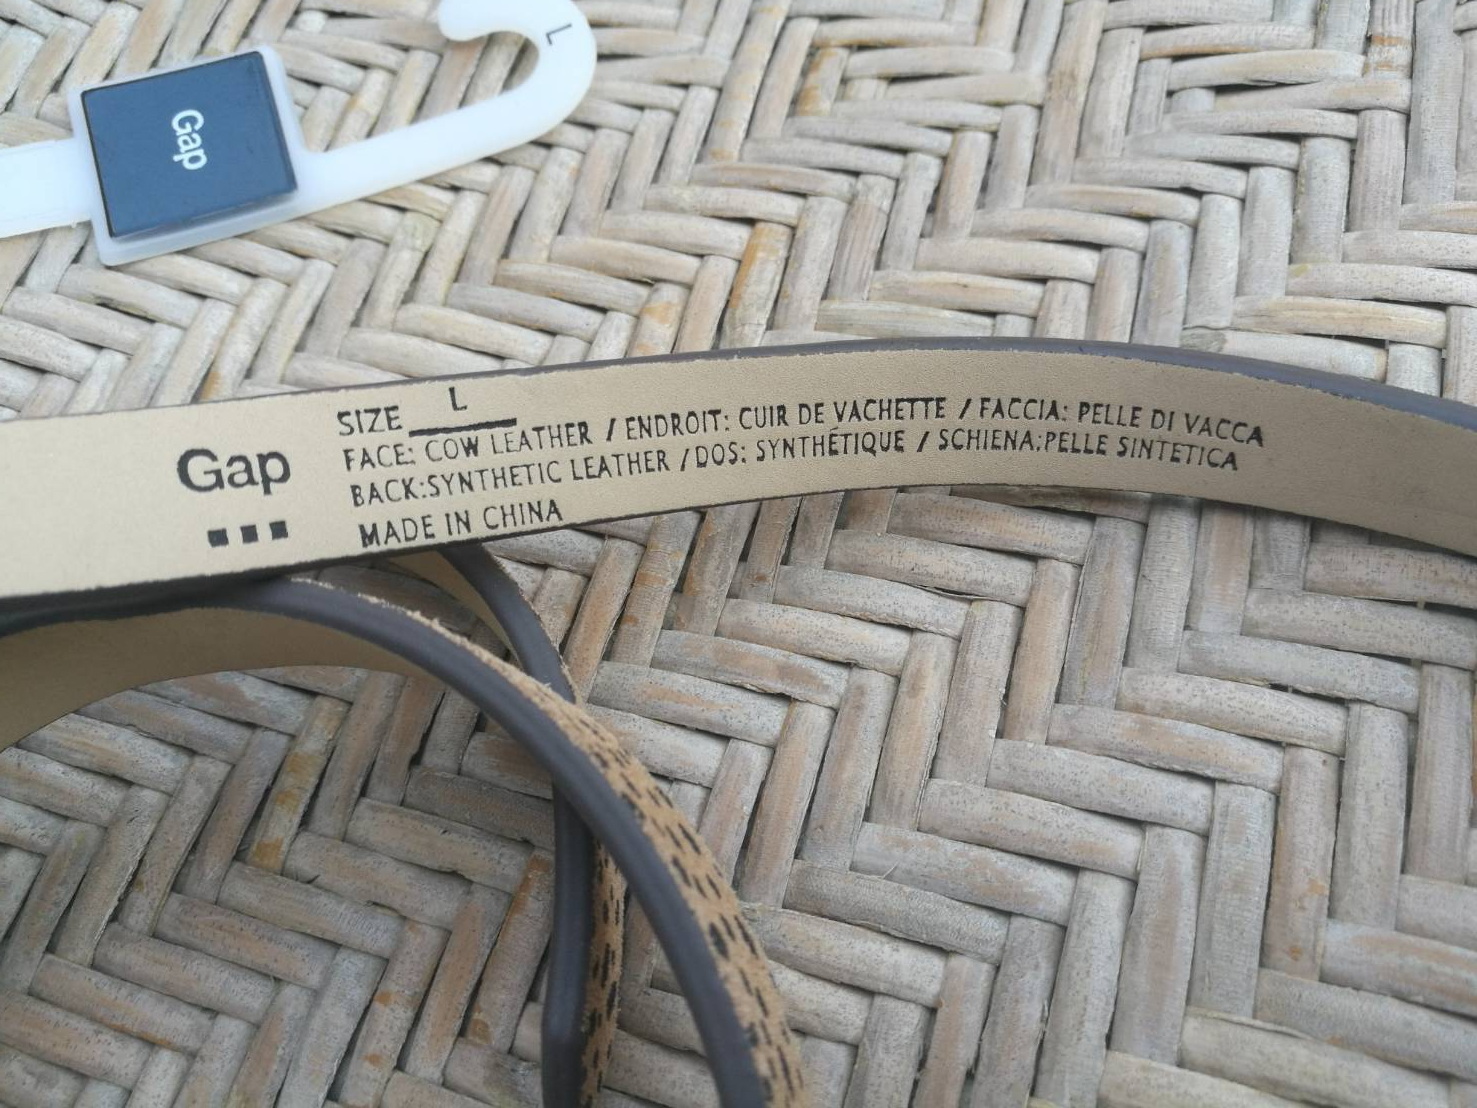 L
Gap
Gap
SIZE L
FACE: COW LEATHER / ENDROIT: CUIR DE VACHETTE / FACCIA: PELLE DI VACCA
BACK:SYNTHETIC LEATHER / DOS: SYNTHÉTIQUE / SCHIENA:PELLE SINTETICA
MADE IN CHINA